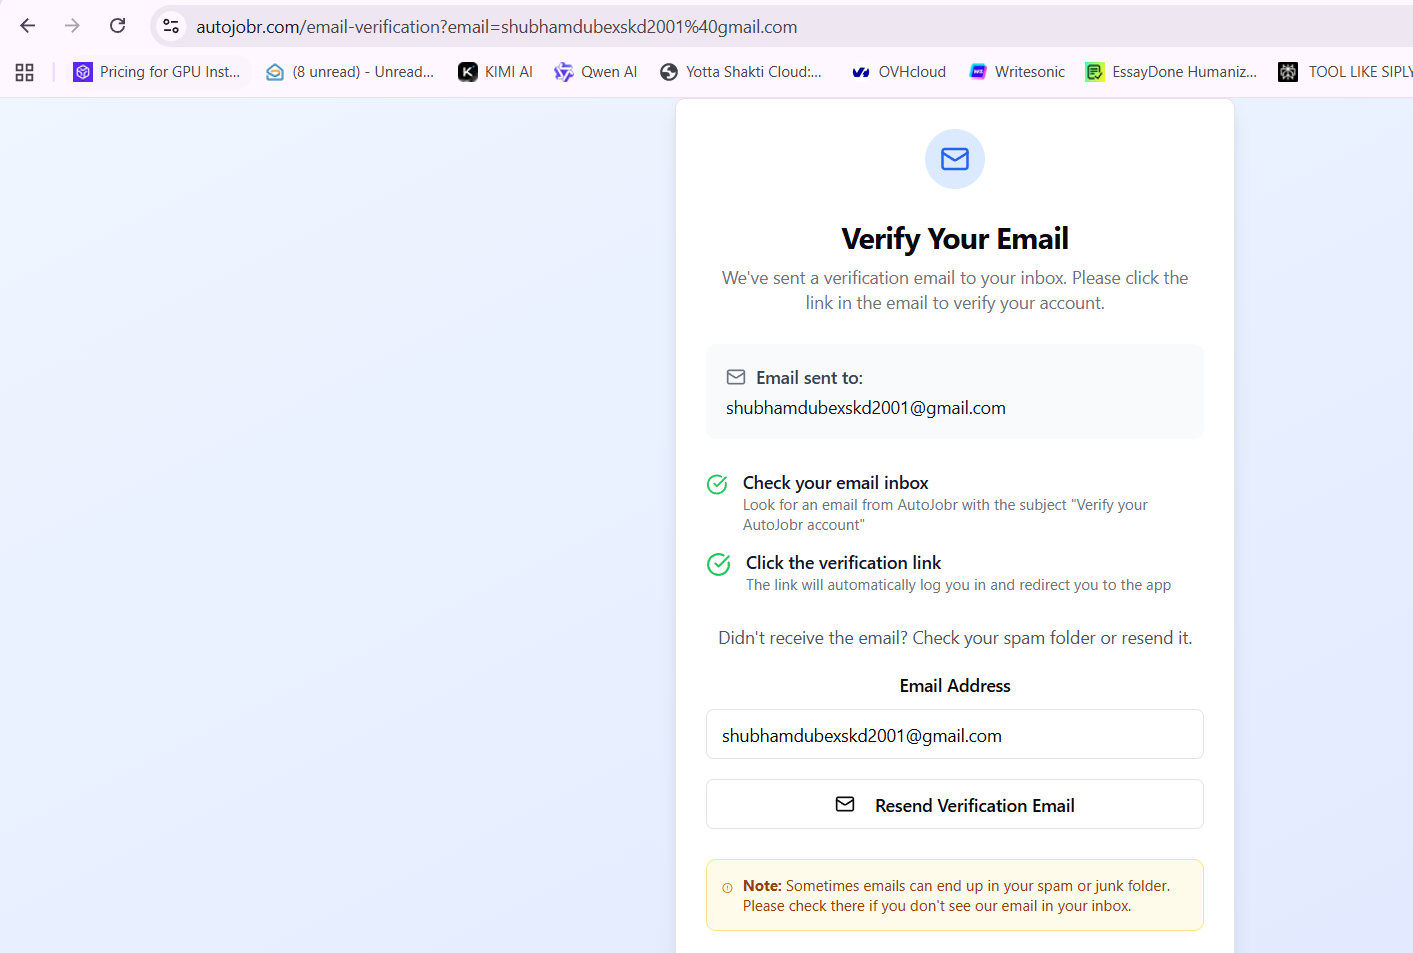 autojobr.com/email-verification?email=shubhamdubexskd2001%40gmail.com
Pricing for GPU Inst... (8 unread) - Unread... KIMI AI Qwen AI Yotta Shakti Cloud:... OVHcloud Writesonic EssayDone Humaniz... TOOL LIKE SIPLY
Verify Your Email
We've sent a verification email to your inbox. Please click the
link in the email to verify your account.
Email sent to:
shubhamdubexskd2001@gmail.com
Check your email inbox
Look for an email from AutoJobr with the subject "Verify your
AutoJobr account"
Click the verification link
The link will automatically log you in and redirect you to the app
Didn't receive the email? Check your spam folder or resend it.
Email Address
shubhamdubexskd2001@gmail.com
Resend Verification Email
Note: Sometimes emails can end up in your spam or junk folder.
Please check there if you don't see our email in your inbox.